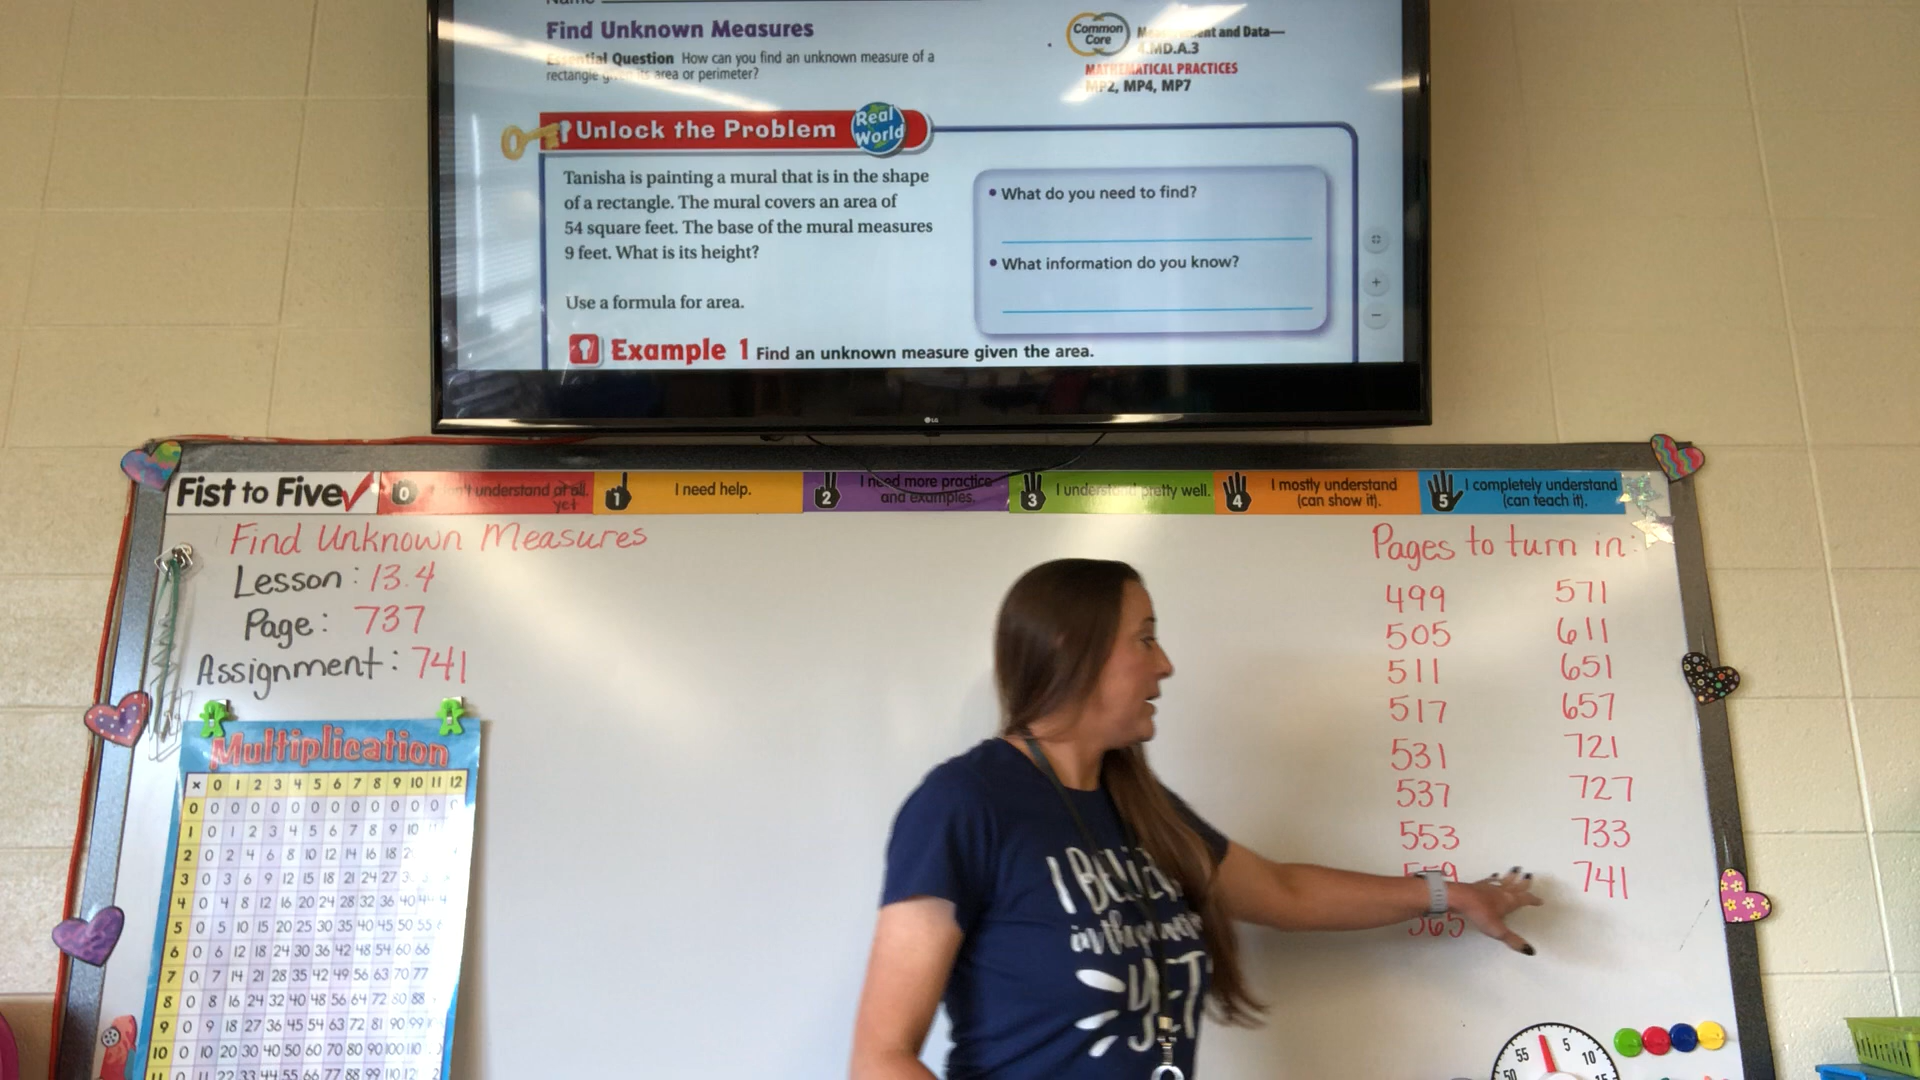 Name
Find Unknown Measures
Essential Question How can you find an unknown measure of a
rectangle given its area or perimeter?
Common
Core
Measurement and Data—
4.MD.A.3
MATHEMATICAL PRACTICES
MP2, MP4, MP7
Unlock the Problem
Real
World
Tanisha is painting a mural that is in the shape
of a rectangle. The mural covers an area of
54 square feet. The base of the mural measures
9 feet. What is its height?
Use a formula for area.
• What do you need to find?
• What information do you know?
Example 1 Find an unknown measure given the area.
LG
Fist to Five
0
understand at all.
yet
1
I need help.
2
I need more practice
and examples.
3
I understand pretty well.
4
I mostly understand
(can show it).
5
I completely understand
(can teach it).
Find Unknown Measures
Lesson: 13.4
Page: 737
Assignment: 741
Pages to turn in:
499 571
505 611
511 651
517 657
531 721
537 727
553 733
559 741
565
Multiplication
× 0 1 2 3 4 5 6 7 8 9 10 11 12
0 0 0 0 0 0 0 0 0 0 0 0 0
1 0 1 2 3 4 5 6 7 8 9 10
2 0 2 4 6 8 10 12 14 16 18
3 0 3 6 9 12 15 18 21 24 27
4 0 4 8 12 16 20 24 28 32 36 40
5 0 5 10 15 20 25 30 35 40 45 50 55
6 0 6 12 18 24 30 36 42 48 54 60 66
7 0 7 14 21 28 35 42 49 56 63 70 77
8 0 8 16 24 32 40 48 56 64 72 80 88
9 0 9 18 27 36 45 54 63 72 81 90 99
10 0 10 20 30 40 50 60 70 80 90 100 110
11 0 11 22 33 44 55 66 77 88 99 110 121
I Believe
in the power
YET
55 5
50 10
15